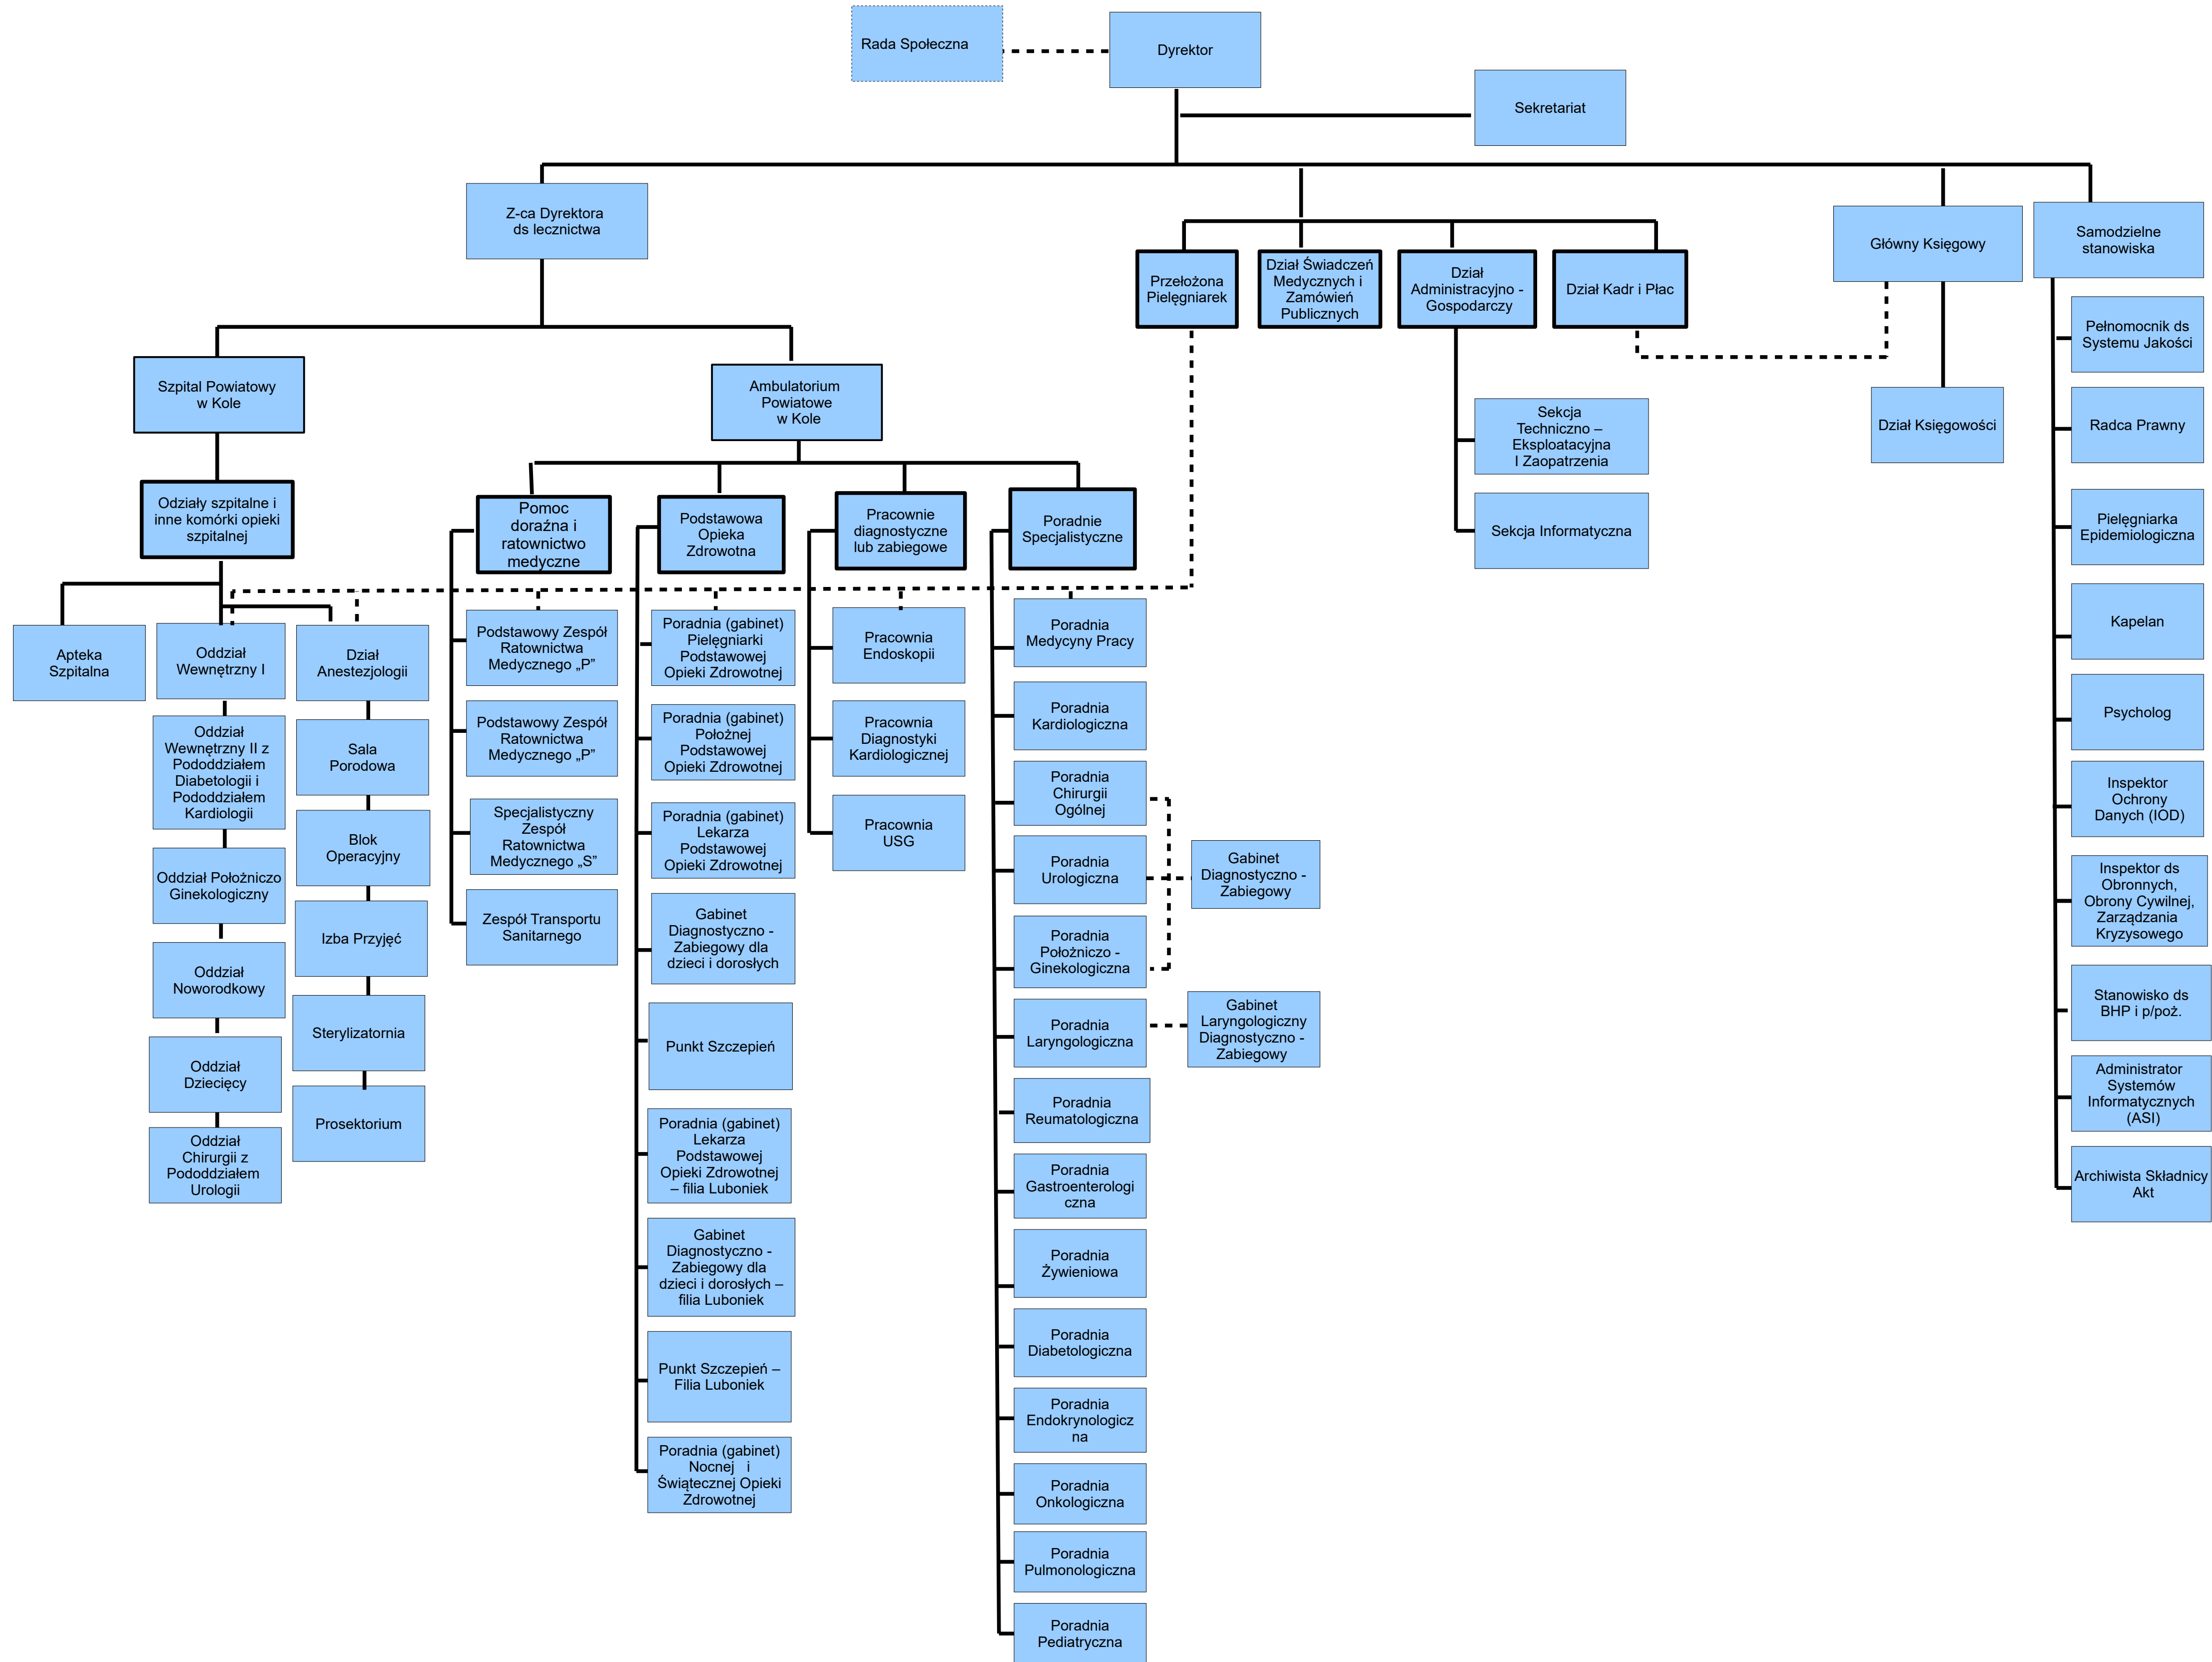 Rada Społeczna
Dyrektor
Sekretariat
Z-ca Dyrektora
ds lecznictwa
Przełożona
Pielęgniarek
Dział Świadczeń
Medycznych i
Zamówień
Publicznych
Dział
Administracyjno -
Gospodarczy
Dział Kadr i Płac
Główny Księgowy
Samodzielne
stanowiska
Szpital Powiatowy
w Kole
Ambulatorium
Powiatowe
w Kole
Sekcja
Techniczno –
Eksploatacyjna
I Zaopatrzenia
Sekcja Informatyczna
Dział Księgowości
Pełnomocnik ds
Systemu Jakości
Radca Prawny
Pielęgniarka
Epidemiologiczna
Kapelan
Psycholog
Inspektor
Ochrony
Danych (IOD)
Inspektor ds
Obronnych,
Obrony Cywilnej,
Zarządzania
Kryzysowego
Stanowisko ds
BHP i p/poż.
Administrator
Systemów
Informatycznych
(ASI)
Archiwista Składnicy
Akt
Odziały szpitalne i
inne komórki opieki
szpitalnej
Pomoc
doraźna i
ratownictwo
medyczne
Podstawowa
Opieka
Zdrowotna
Pracownie
diagnostyczne
lub zabiegowe
Poradnie
Specjalistyczne
Apteka
Szpitalna
Oddział
Wewnętrzny I
Oddział
Wewnętrzny II z
Pododdziałem
Diabetologii i
Pododdziałem
Kardiologii
Oddział Położniczo
Ginekologiczny
Oddział
Noworodkowy
Oddział
Dziecięcy
Oddział
Chirurgii z
Pododdziałem
Urologii
Dział
Anestezjologii
Sala
Porodowa
Blok
Operacyjny
Izba Przyjęć
Sterylizatornia
Prosektorium
Podstawowy Zespół
Ratownictwa
Medycznego „P”
Podstawowy Zespół
Ratownictwa
Medycznego „P”
Specjalistyczny
Zespół
Ratownictwa
Medycznego „S”
Zespół Transportu
Sanitarnego
Poradnia (gabinet)
Pielęgniarki
Podstawowej
Opieki Zdrowotnej
Poradnia (gabinet)
Położnej
Podstawowej
Opieki Zdrowotnej
Poradnia (gabinet)
Lekarza
Podstawowej
Opieki Zdrowotnej
Gabinet
Diagnostyczno -
Zabiegowy dla
dzieci i dorosłych
Punkt Szczepień
Poradnia (gabinet)
Lekarza
Podstawowej
Opieki Zdrowotnej
– filia Luboniek
Gabinet
Diagnostyczno -
Zabiegowy dla
dzieci i dorosłych –
filia Luboniek
Punkt Szczepień –
Filia Luboniek
Poradnia (gabinet)
Nocnej i
Świątecznej Opieki
Zdrowotnej
Pracownia
Endoskopii
Pracownia
Diagnostyki
Kardiologicznej
Pracownia
USG
Poradnia
Medycyny Pracy
Poradnia
Kardiologiczna
Poradnia
Chirurgii
Ogólnej
Poradnia
Urologiczna
Poradnia
Położniczo -
Ginekologiczna
Poradnia
Laryngologiczna
Poradnia
Reumatologiczna
Poradnia
Gastroenterologi
czna
Poradnia
Żywieniowa
Poradnia
Diabetologiczna
Poradnia
Endokrynologicz
na
Poradnia
Onkologiczna
Poradnia
Pulmonologiczna
Poradnia
Pediatryczna
Gabinet
Diagnostyczno -
Zabiegowy
Gabinet
Laryngologiczny
Diagnostyczno -
Zabiegowy